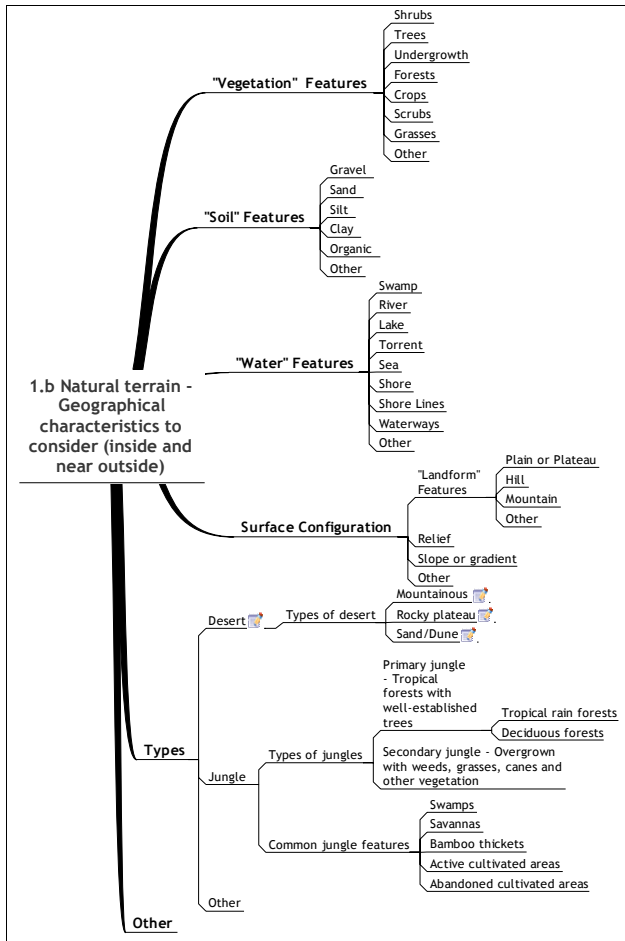 Shrubs
Trees
Undergrowth
"Vegetation" Features
Forests
Crops
Scrubs
Grasses
Other
Gravel
Sand
"Soil" Features
Silt
Clay
Organic
Other
Swamp
River
Lake
Torrent
"Water" Features
Sea
Shore
Shore Lines
Waterways
Other
1.b Natural terrain -
Geographical
characteristics to
consider (inside and
near outside)
Surface Configuration
"Landform"
Features
Plain or Plateau
Hill
Mountain
Other
Relief
Slope or gradient
Other
Types
Desert
Types of desert
Mountainous
Rocky plateau
Sand/Dune
Jungle
Types of jungles
Primary jungle
- Tropical
forests with
well-established
trees
Tropical rain forests
Deciduous forests
Secondary jungle - Overgrown
with weeds, grasses, canes and
other vegetation
Common jungle features
Swamps
Savannas
Bamboo thickets
Active cultivated areas
Abandoned cultivated areas
Other
Other